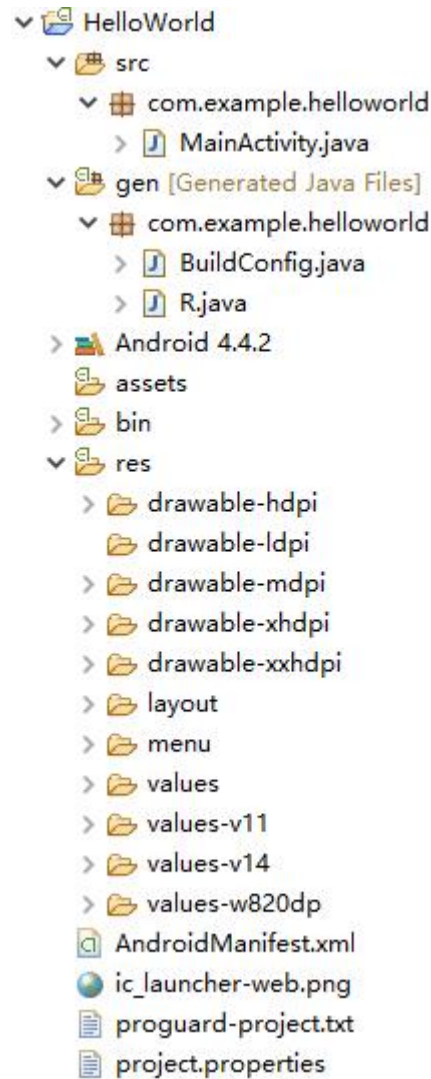 HelloWorld
src
com.example.helloworld
MainActivity.java
gen [Generated Java Files]
com.example.helloworld
BuildConfig.java
R.java
Android 4.4.2
assets
bin
res
drawable-hdpi
drawable-ldpi
drawable-mdpi
drawable-xhdpi
drawable-xxhdpi
layout
menu
values
values-v11
values-v14
values-w820dp
AndroidManifest.xml
ic_launcher-web.png
proguard-project.txt
project.properties